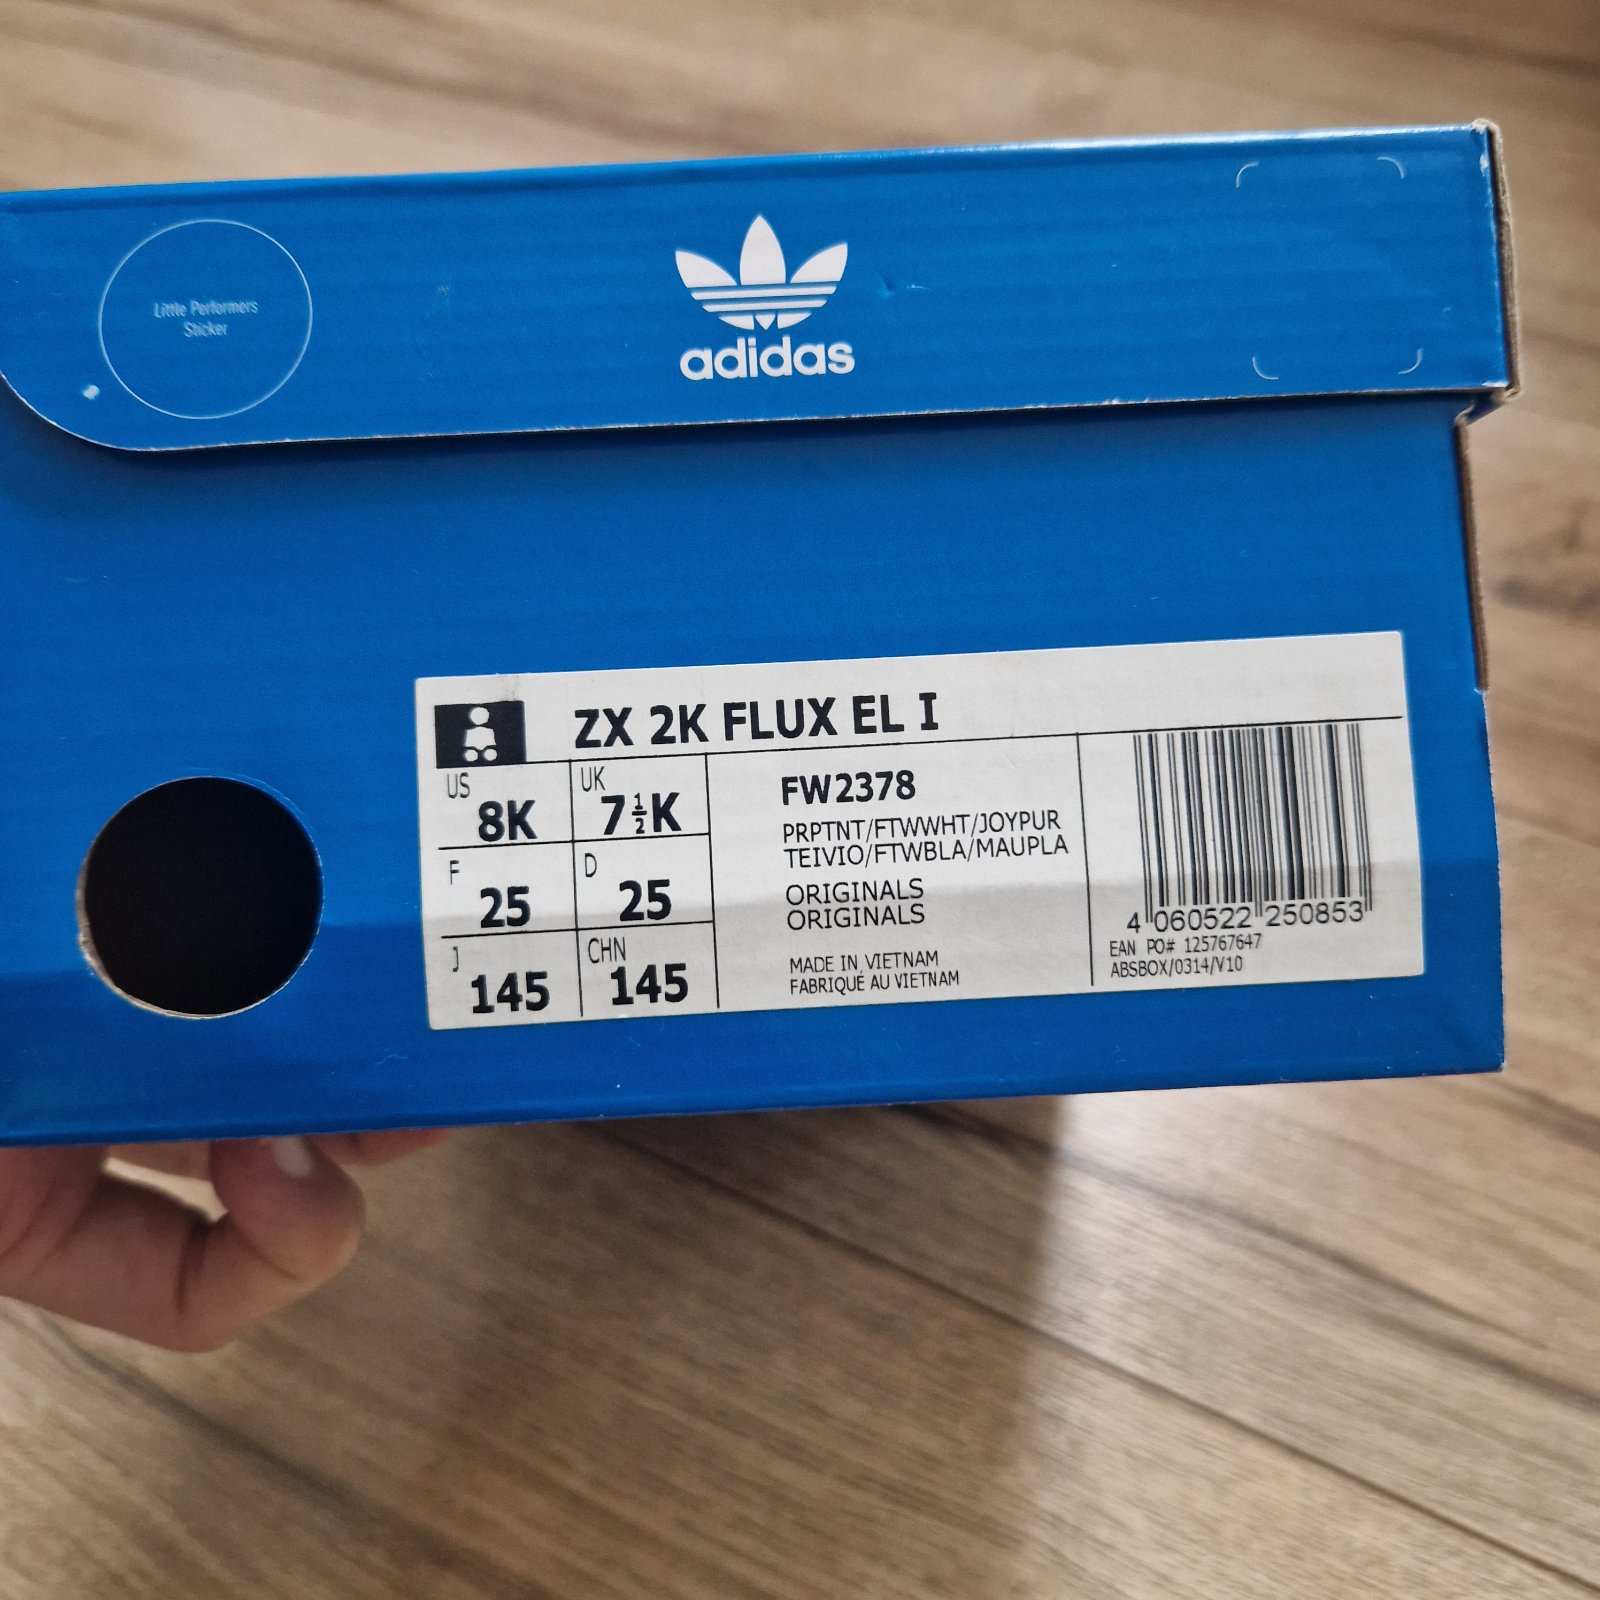 Little Performers
Sticker
adidas
ZX 2K FLUX EL I
US
8K
UK
7½K
F
25
D
25
J
145
CHN
145
FW2378
PRPTNT/FTWWHT/JOYPUR
TEIVIO/FTWBLA/MAUPLA
ORIGINALS
ORIGINALS
MADE IN VIETNAM
FABRIQUÉ AU VIETNAM
4 060522 250853
EAN PO# 125767647
ABSBOX/0314/V10